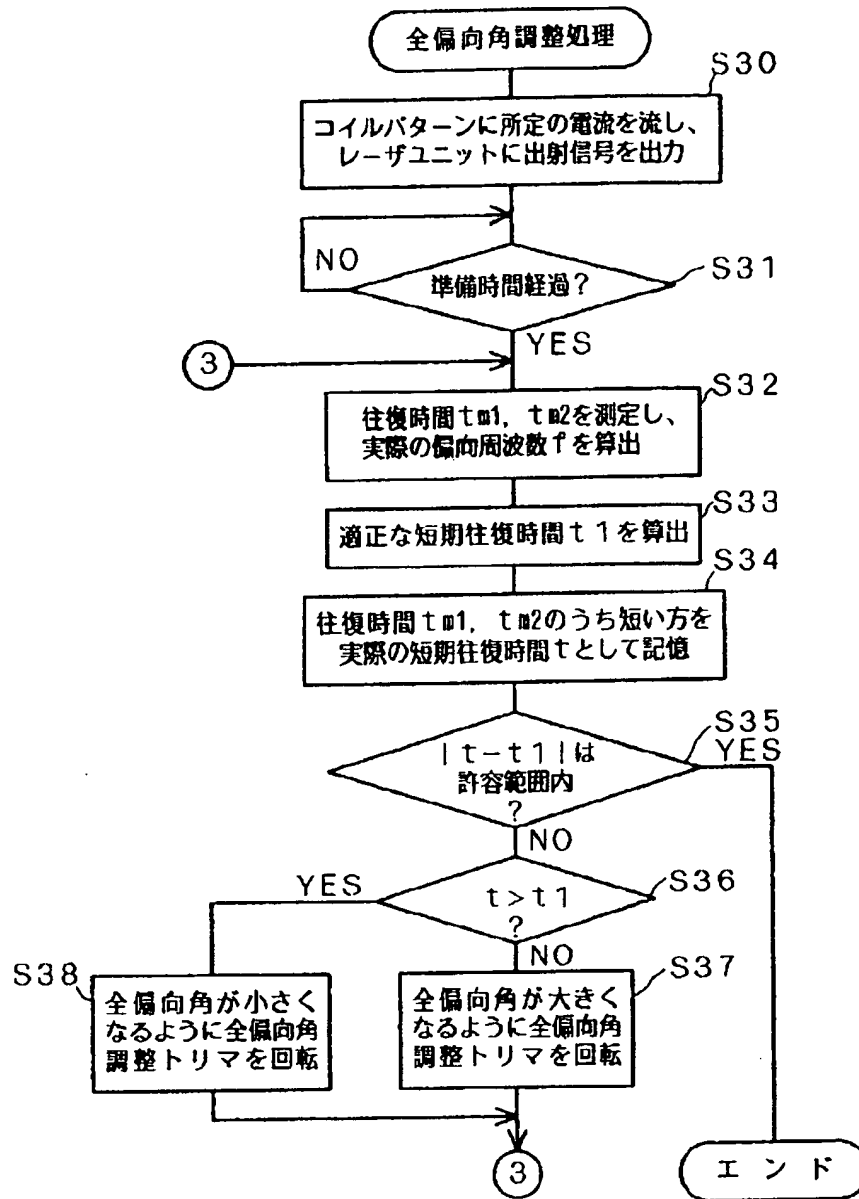 全偏向角調整処理
S30
コイルパターンに所定の電流を流し、
レーザユニットに出射信号を出力
NO
準備時間経過?
S31
YES
3
S32
往復時間tm1, tm2を測定し、
実際の偏向周波数fを算出
S33
適正な短期往復時間t1を算出
S34
往復時間tm1, tm2のうち短い方を
実際の短期往復時間tとして記憶
S35
|t-t1|は
許容範囲内
?
YES
NO
YES
t>t1
?
S36
NO
S38
S37
全偏向角が小さく
なるように全偏向角
調整トリマを回転
全偏向角が大きく
なるように全偏向角
調整トリマを回転
3
エンド